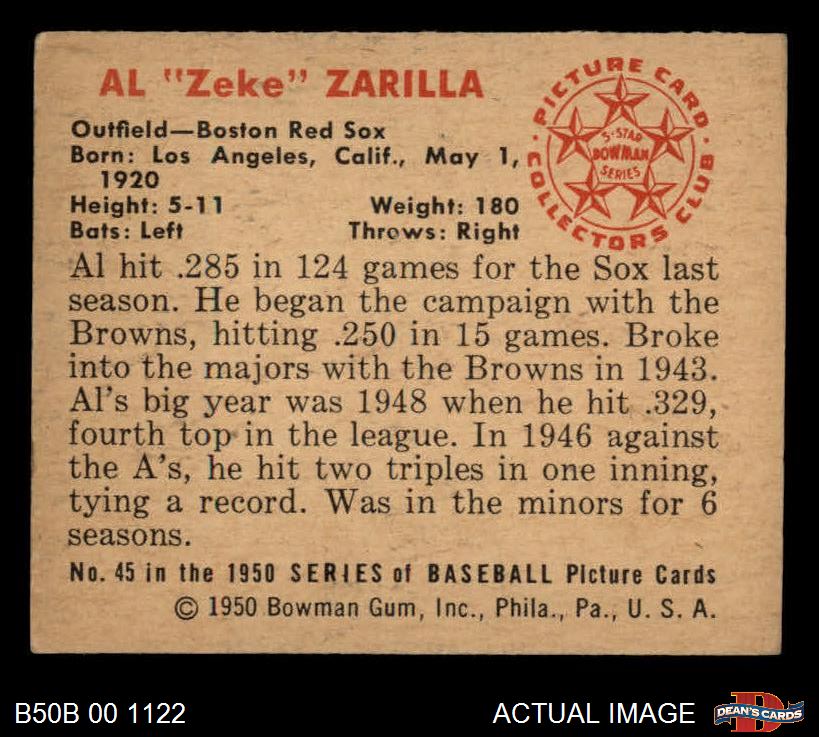 AL "Zeke" ZARILLA
Outfield—Boston Red Sox
Born: Los Angeles, Calif., May 1,
1920
Height: 5-11 Weight: 180
Bats: Left Throws: Right
PICTURE CARD
COLLECTORS CLUB
5-STAR
BOWMAN
SERIES
Al hit .285 in 124 games for the Sox last
season. He began the campaign with the
Browns, hitting .250 in 15 games. Broke
into the majors with the Browns in 1943.
Al's big year was 1948 when he hit .329,
fourth top in the league. In 1946 against
the A's, he hit two triples in one inning,
tying a record. Was in the minors for 6
seasons.
No. 45 in the 1950 SERIES of BASEBALL Picture Cards
© 1950 Bowman Gum, Inc., Phila., Pa., U. S. A.
B50B 00 1122
ACTUAL IMAGE
D
DEAN'S CARDS